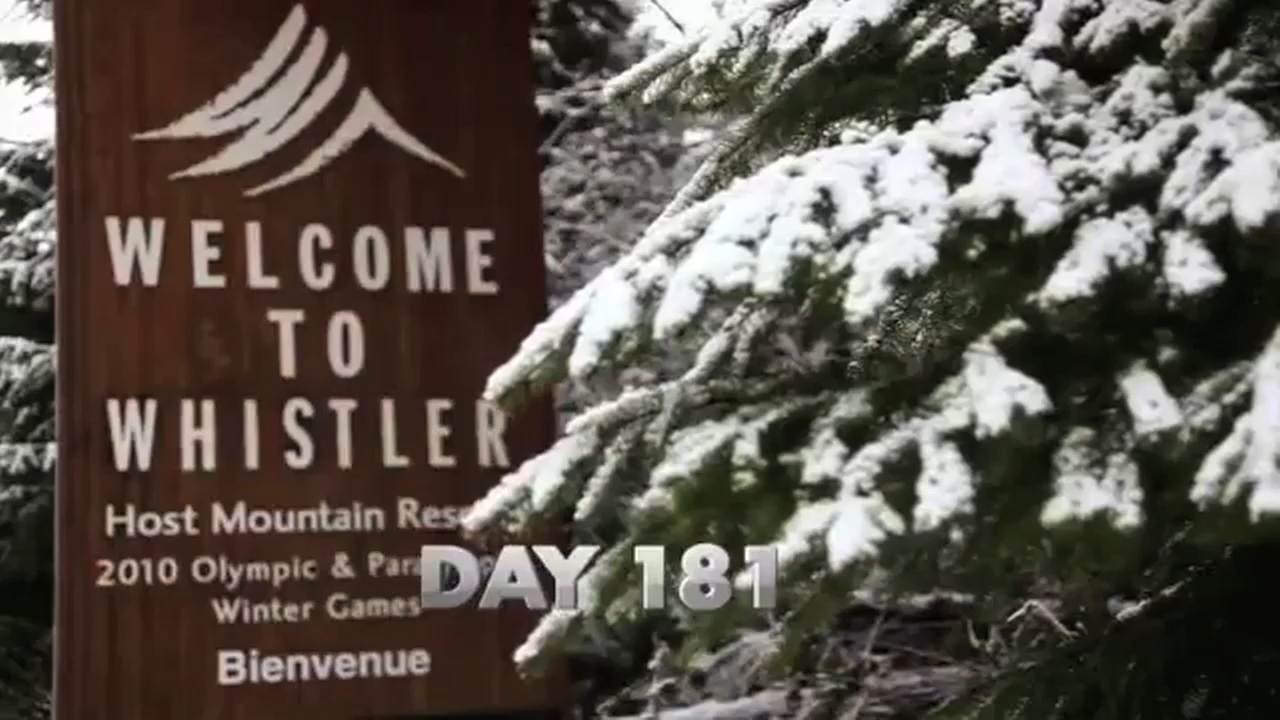 WELCOME
TO
WHISTLER
Host Mountain
2010 Olympic &
Winter Games
Bienvenue
DAY 181